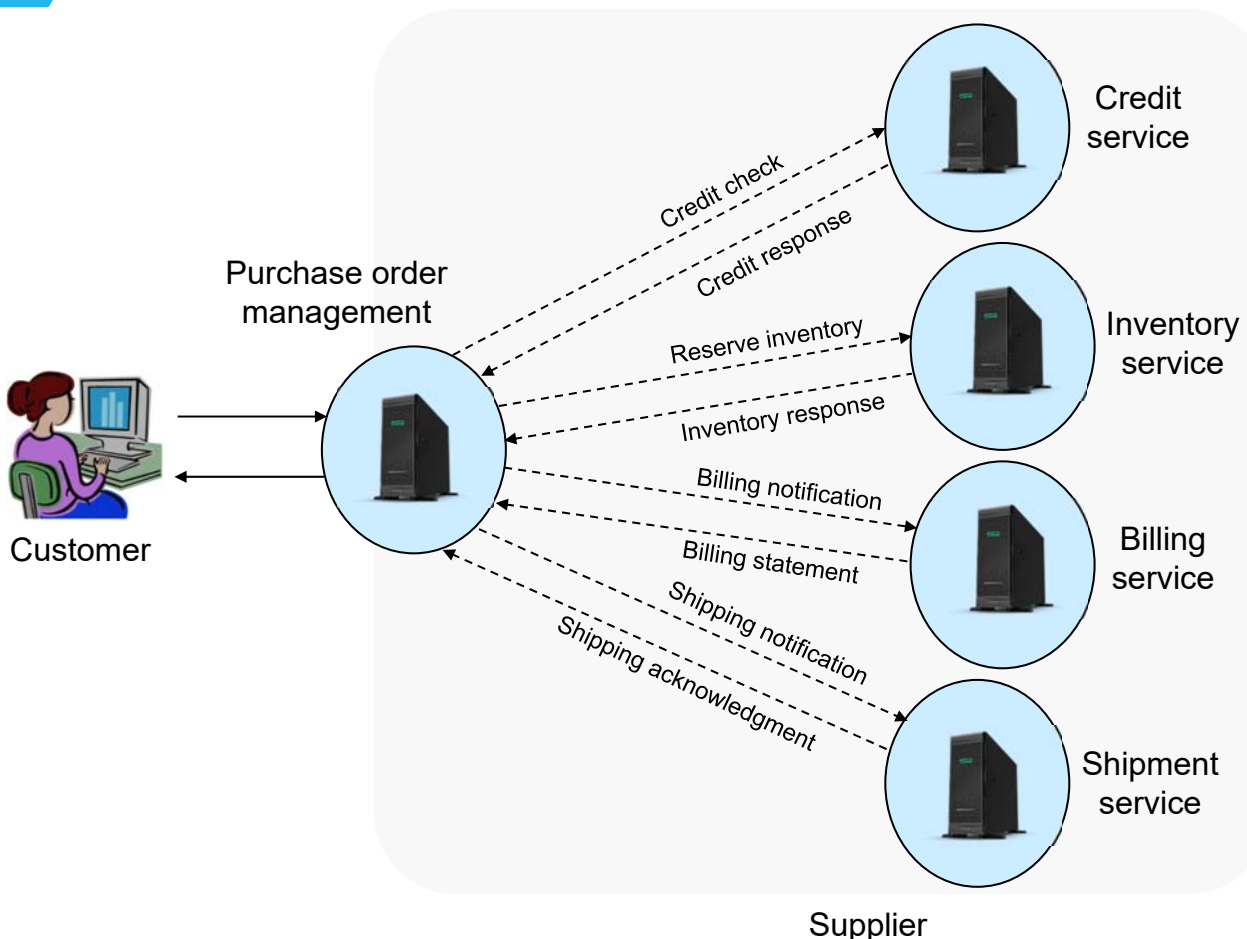 Credit
service
Credit check
Credit response
Purchase order
management
Reserve inventory
Inventory response
Inventory
service
Customer
Billing notification
Billing statement
Billing
service
Shipping notification
Shipping acknowledgment
Shipment
service
Supplier